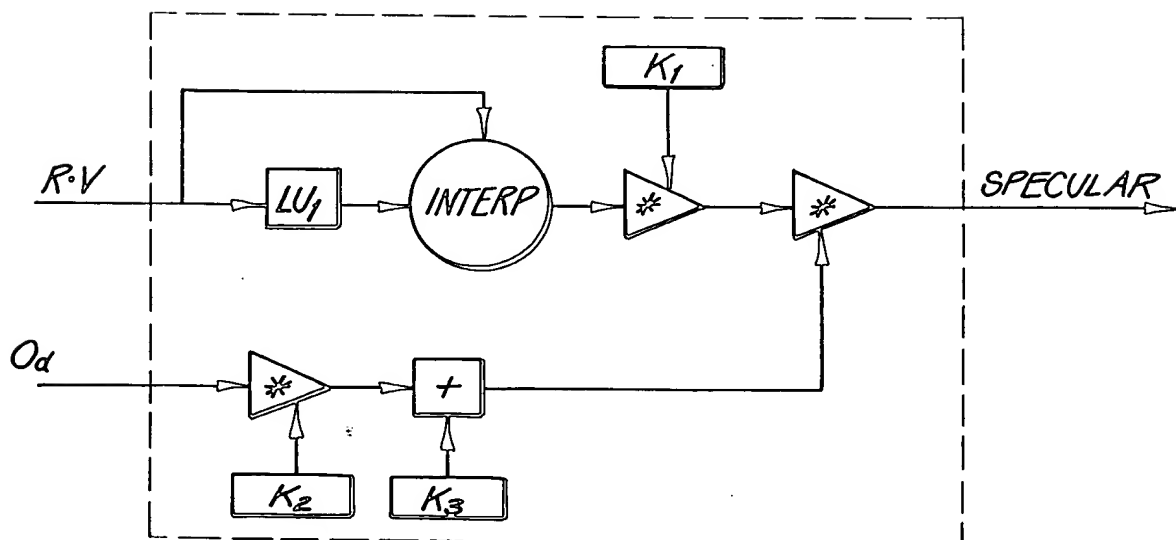 K1
R·V
LU1
INTERP
*
*
SPECULAR
Od
*
+
K2
K3